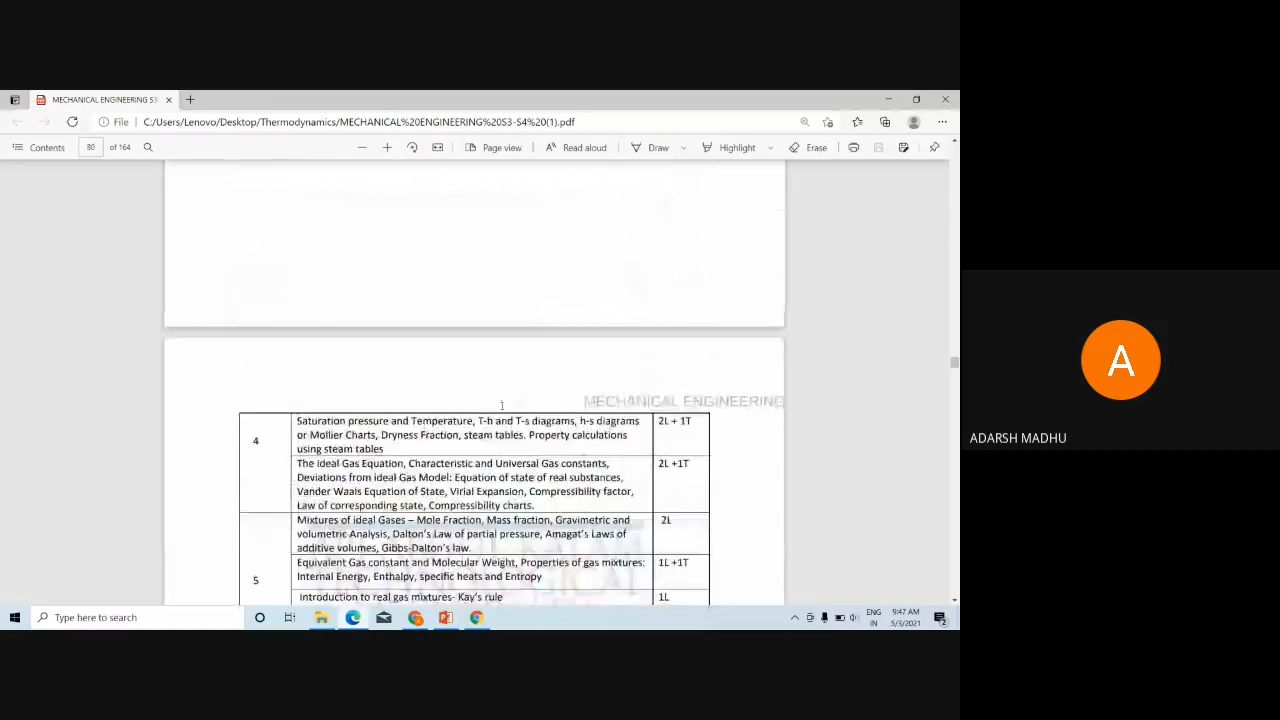 MECHANICAL ENGINEERING S3
File
C:/Users/Lenovo/Desktop/Thermodynamics/MECHANICAL%20ENGINEERING%20S3-S4%20(1).pdf
Contents
80 of 164
Page view
Read aloud
Draw
Highlight
Erase
MECHANICAL ENGINEERING
4
Saturation pressure and Temperature, T-h and T-s diagrams, h-s diagrams
or Mollier Charts, Dryness Fraction, steam tables. Property calculations
using steam tables
2L + 1T
The ideal Gas Equation, Characteristic and Universal Gas constants,
Deviations from ideal Gas Model: Equation of state of real substances,
Vander Waals Equation of State, Virial Expansion, Compressibility factor,
Law of corresponding state, Compressibility charts.
2L +1T
5
Mixtures of ideal Gases – Mole Fraction, Mass fraction, Gravimetric and
volumetric Analysis, Dalton's Law of partial pressure, Amagat's Laws of
additive volumes, Gibbs-Dalton's law.
2L
Equivalent Gas constant and Molecular Weight, Properties of gas mixtures:
Internal Energy, Enthalpy, specific heats and Entropy
1L +1T
Introduction to real gas mixtures- Kay's rule
1L
Type here to search
ENG
IN
9:47 AM
5/3/2021
2
A
ADARSH MADHU